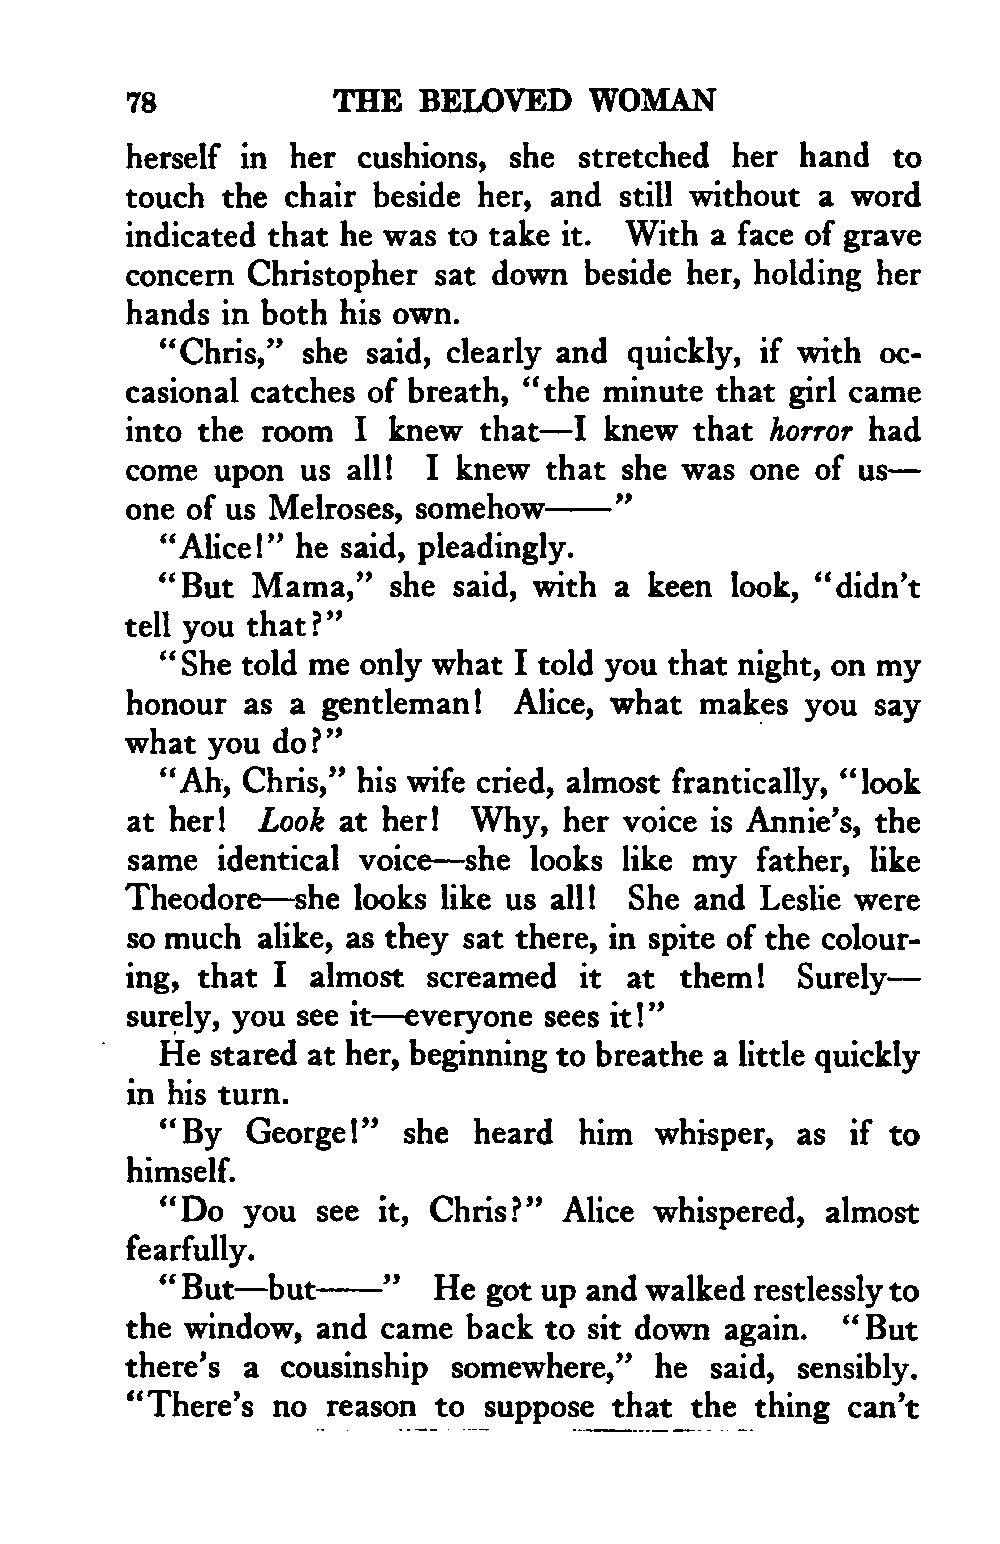 78 THE BELOVED WOMAN
herself in her cushions, she stretched her hand to
touch the chair beside her, and still without a word
indicated that he was to take it. With a face of grave
concern Christopher sat down beside her, holding her
hands in both his own.
“Chris,” she said, clearly and quickly, if with oc-
casional catches of breath, “the minute that girl came
into the room I knew that—I knew that horror had
come upon us all! I knew that she was one of us—
one of us Melroses, somehow——”
“Alice!” he said, pleadingly.
“But Mama,” she said, with a keen look, “didn’t
tell you that?”
“She told me only what I told you that night, on my
honour as a gentleman! Alice, what makes you say
what you do?”
“Ah, Chris,” his wife cried, almost frantically, “look
at her! Look at her! Why, her voice is Annie’s, the
same identical voice—she looks like my father, like
Theodore—she looks like us all! She and Leslie were
so much alike, as they sat there, in spite of the colour-
ing, that I almost screamed it at them! Surely—
surely, you see it—everyone sees it!”
He stared at her, beginning to breathe a little quickly
in his turn.
“By George!” she heard him whisper, as if to
himself.
“Do you see it, Chris?” Alice whispered, almost
fearfully.
“But—but——” He got up and walked restlessly to
the window, and came back to sit down again. “But
there’s a cousinship somewhere,” he said, sensibly.
“There’s no reason to suppose that the thing can’t